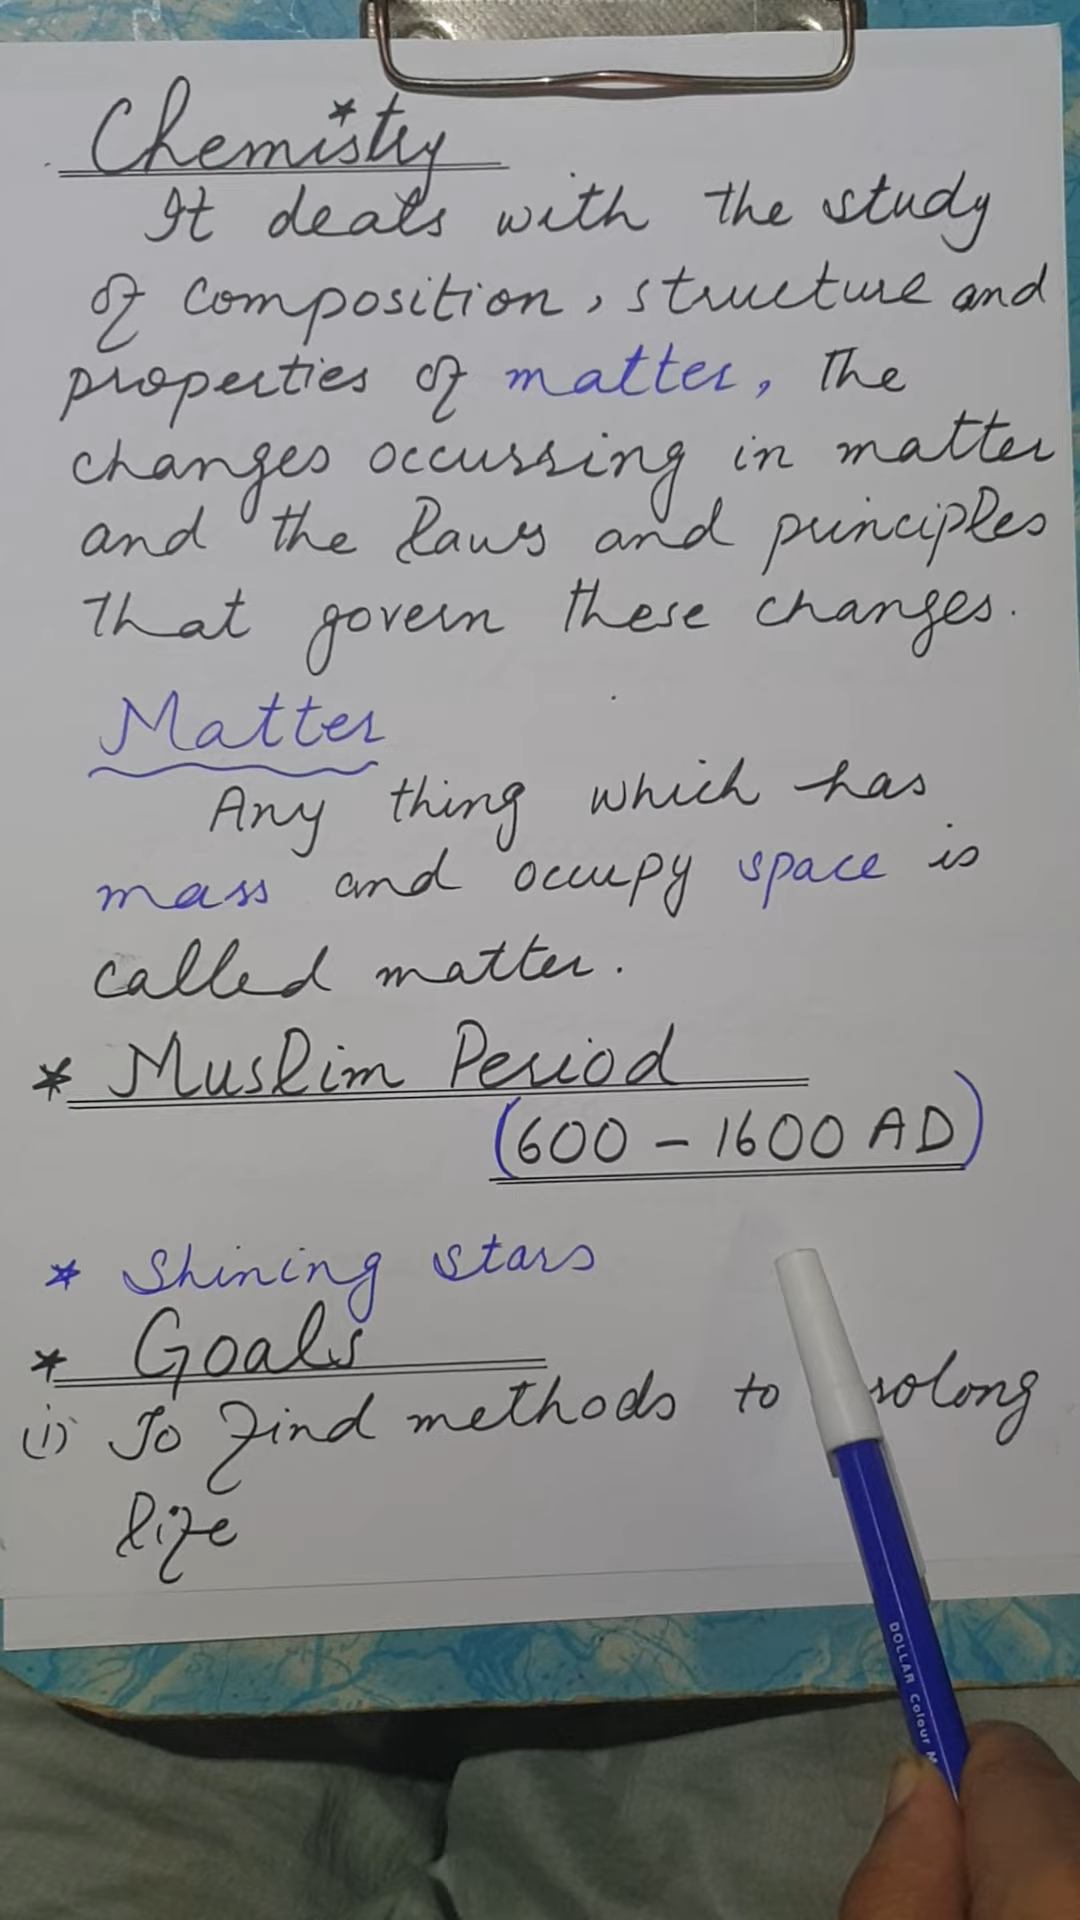 Chemistry
It deals with the study
of composition, structure and
properties of matter, The
changes occurring in matter
and the laws and principles
That govern these changes.
Matter
Any thing which has
mass and occupy space is
called matter.
* Muslim Period
(600 - 1600 AD)
* Shining stars
* Goals
(i) To find methods to rolong
life
DOLLAR Colour M